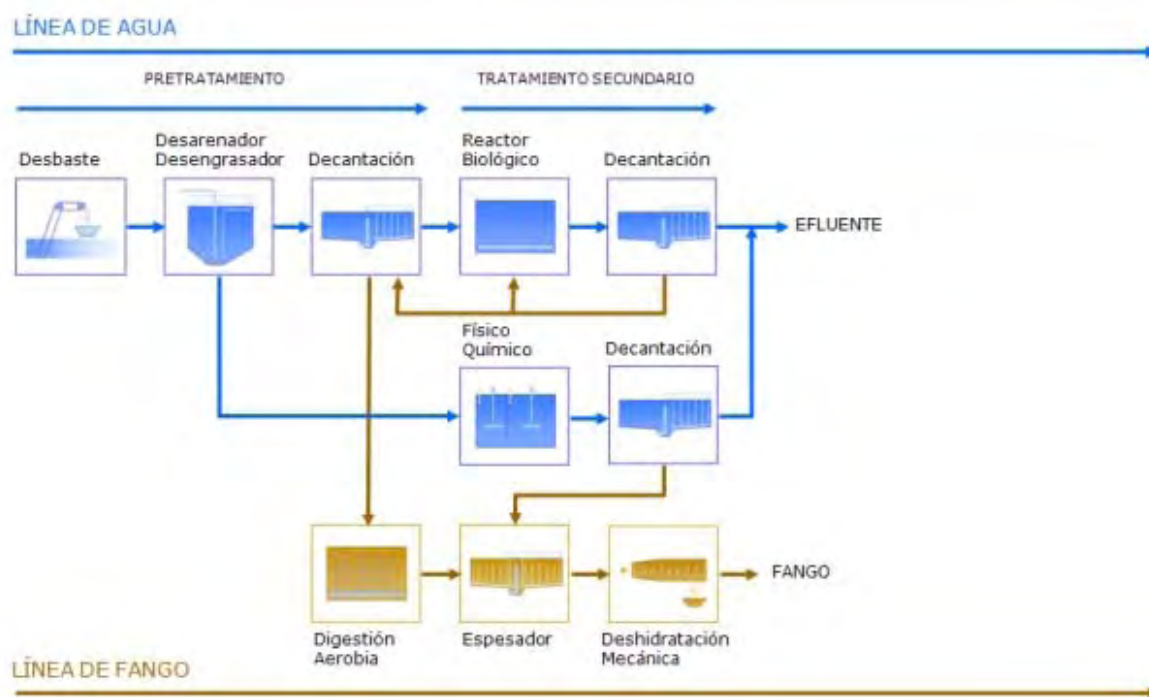 LÍNEA DE AGUA
PRETRATAMIENTO
TRATAMIENTO SECUNDARIO
Desbaste
Desarenador
Desengrasador
Decantación
Reactor
Biológico
Decantación
EFLUENTE
Físico
Químico
Decantación
FANGO
Digestión
Aerobia
Espesador
Deshidratación
Mecánica
LÍNEA DE FANGO